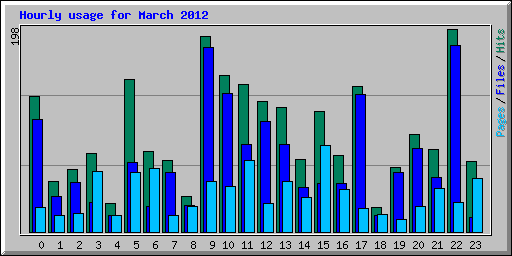 Hourly usage for March 2012
198
Pages / Files / Hits
0 1 2 3 4 5 6 7 8 9 10 11 12 13 14 15 16 17 18 19 20 21 22 23